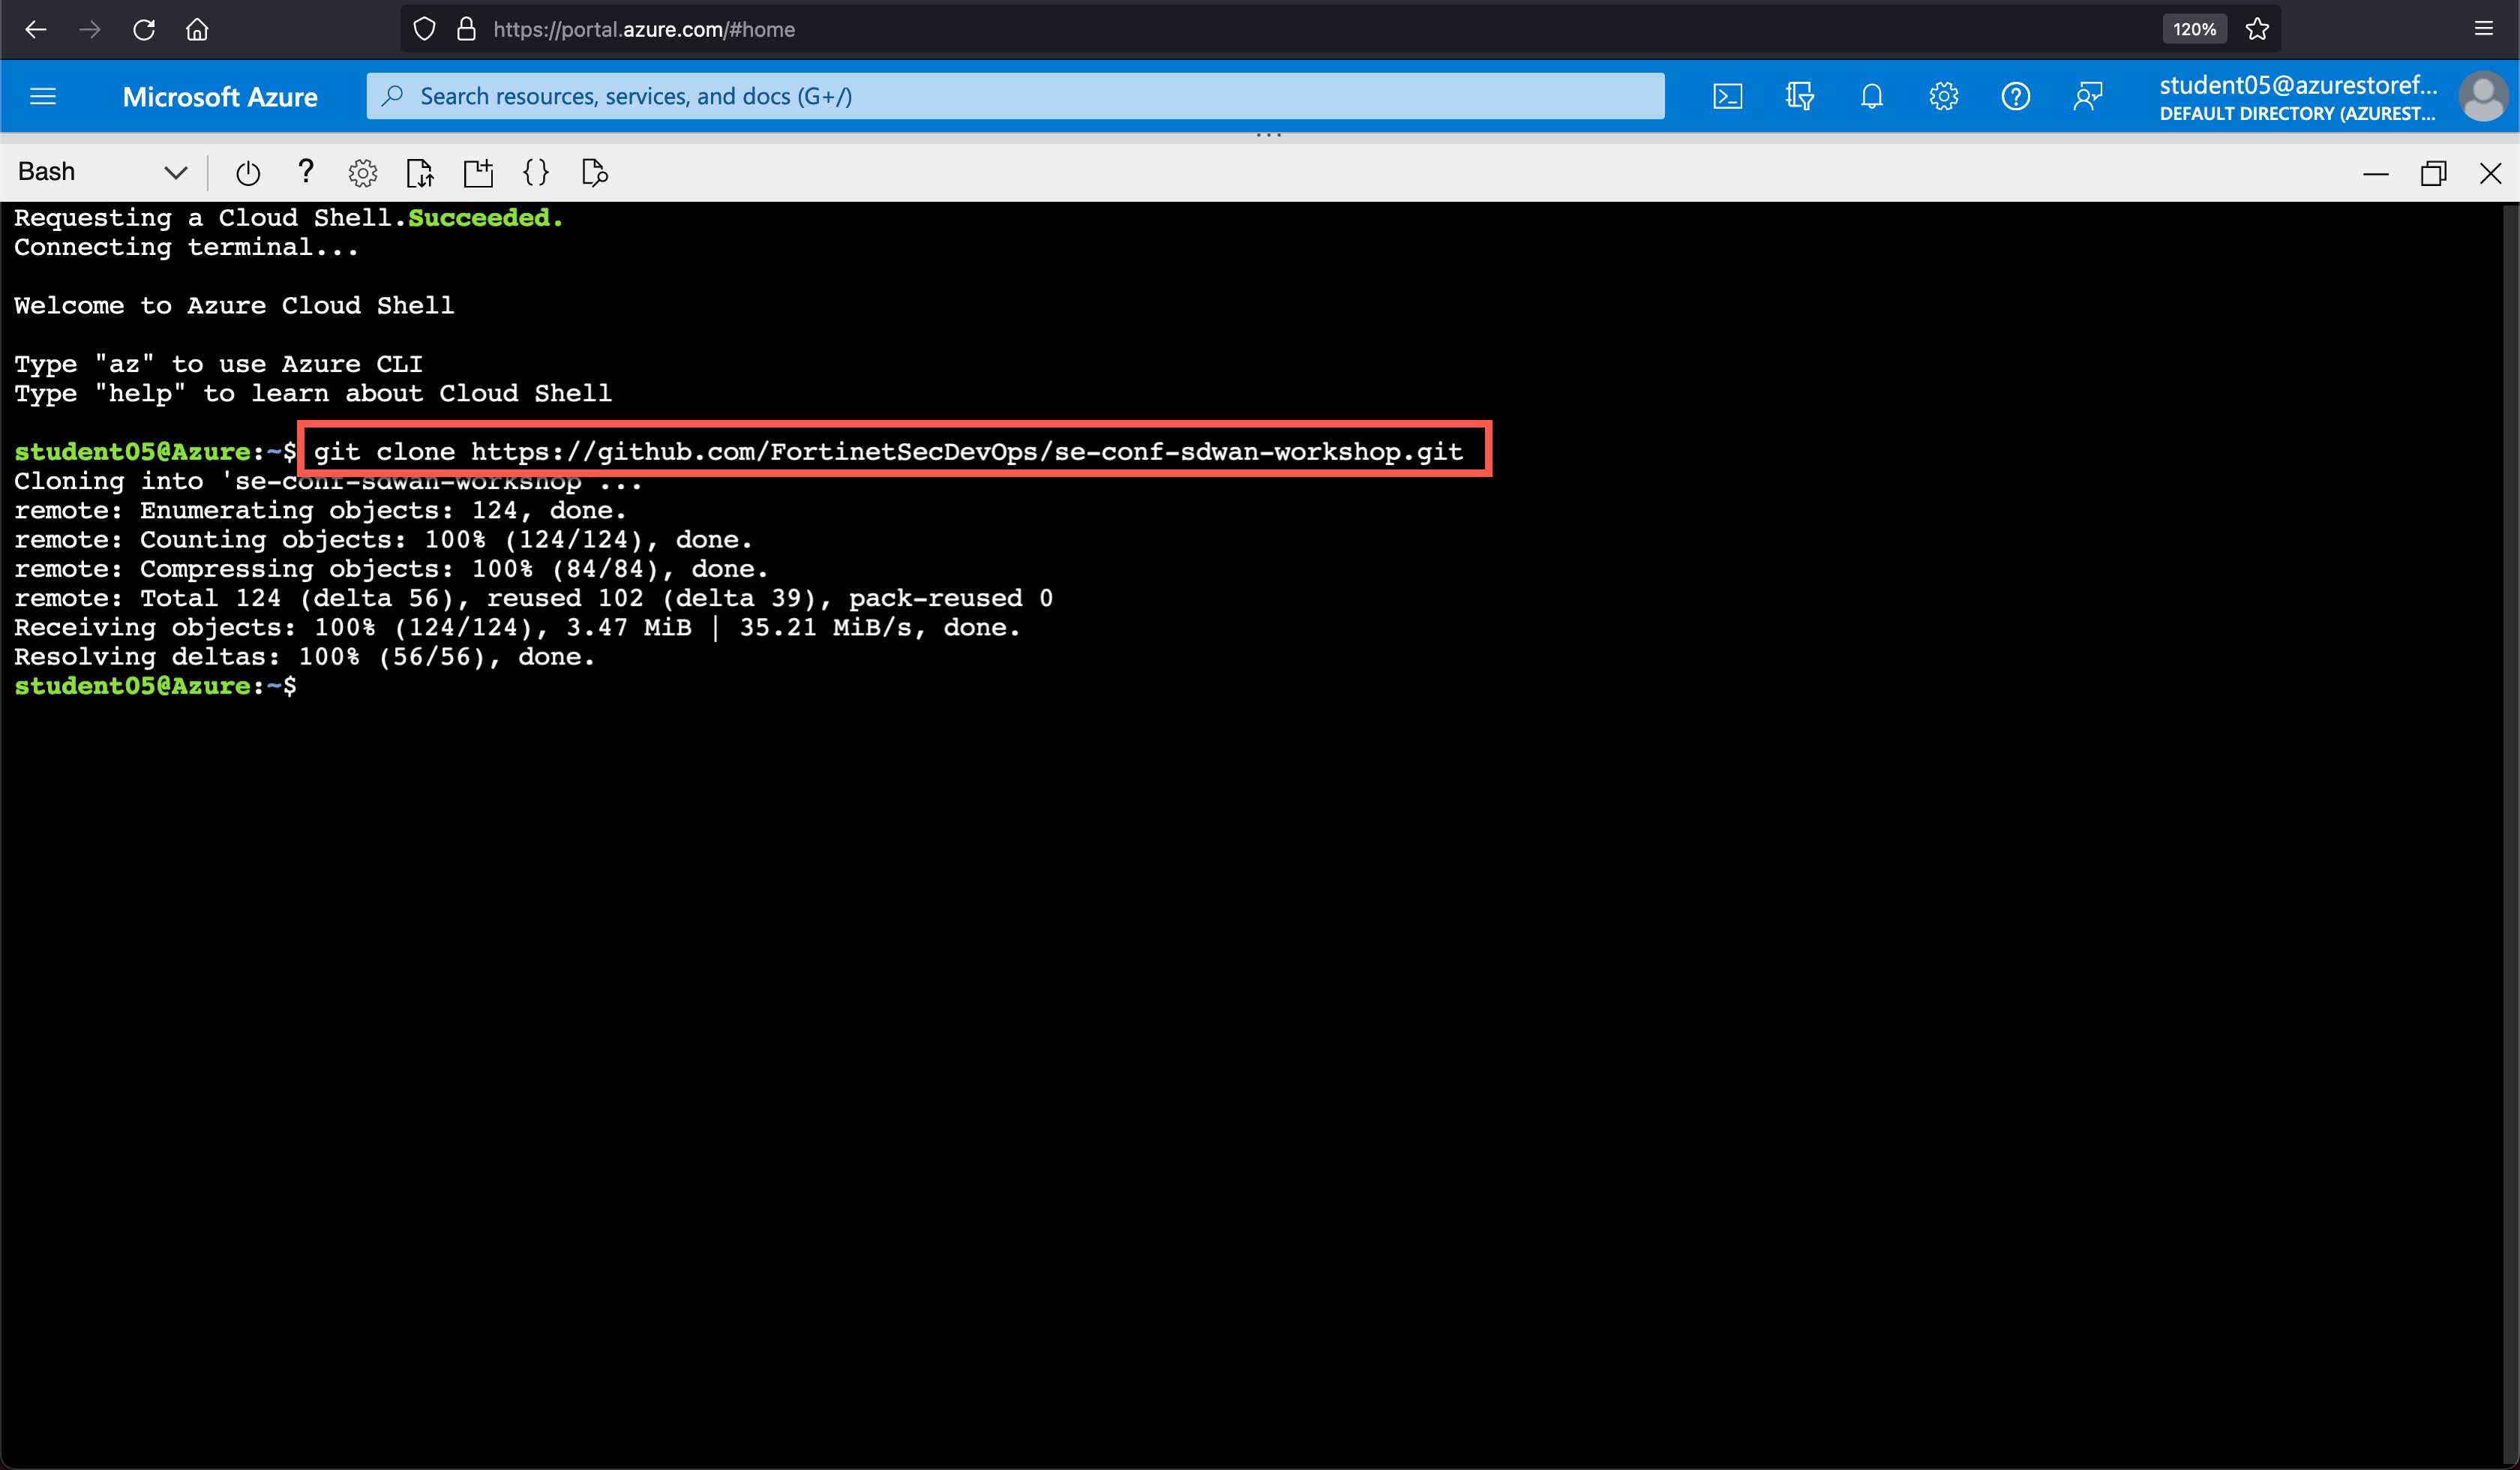 https://portal.azure.com/#home
120%
Microsoft Azure
Search resources, services, and docs (G+/)
student05@azurestoref...
DEFAULT DIRECTORY (AZUREST...
Bash
Requesting a Cloud Shell.Succeeded.
Connecting terminal...
Welcome to Azure Cloud Shell
Type "az" to use Azure CLI
Type "help" to learn about Cloud Shell
student05@Azure:~$ git clone https://github.com/FortinetSecDevOps/se-conf-sdwan-workshop.git
Cloning into 'se-conf-sdwan-workshop'...
remote: Enumerating objects: 124, done.
remote: Counting objects: 100% (124/124), done.
remote: Compressing objects: 100% (84/84), done.
remote: Total 124 (delta 56), reused 102 (delta 39), pack-reused 0
Receiving objects: 100% (124/124), 3.47 MiB | 35.21 MiB/s, done.
Resolving deltas: 100% (56/56), done.
student05@Azure:~$